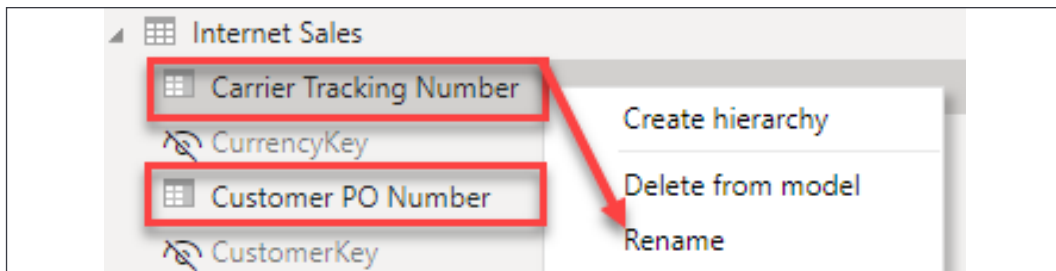 Internet Sales
Carrier Tracking Number
Create hierarchy
CurrencyKey
Customer PO Number
Delete from model
Rename
CustomerKey